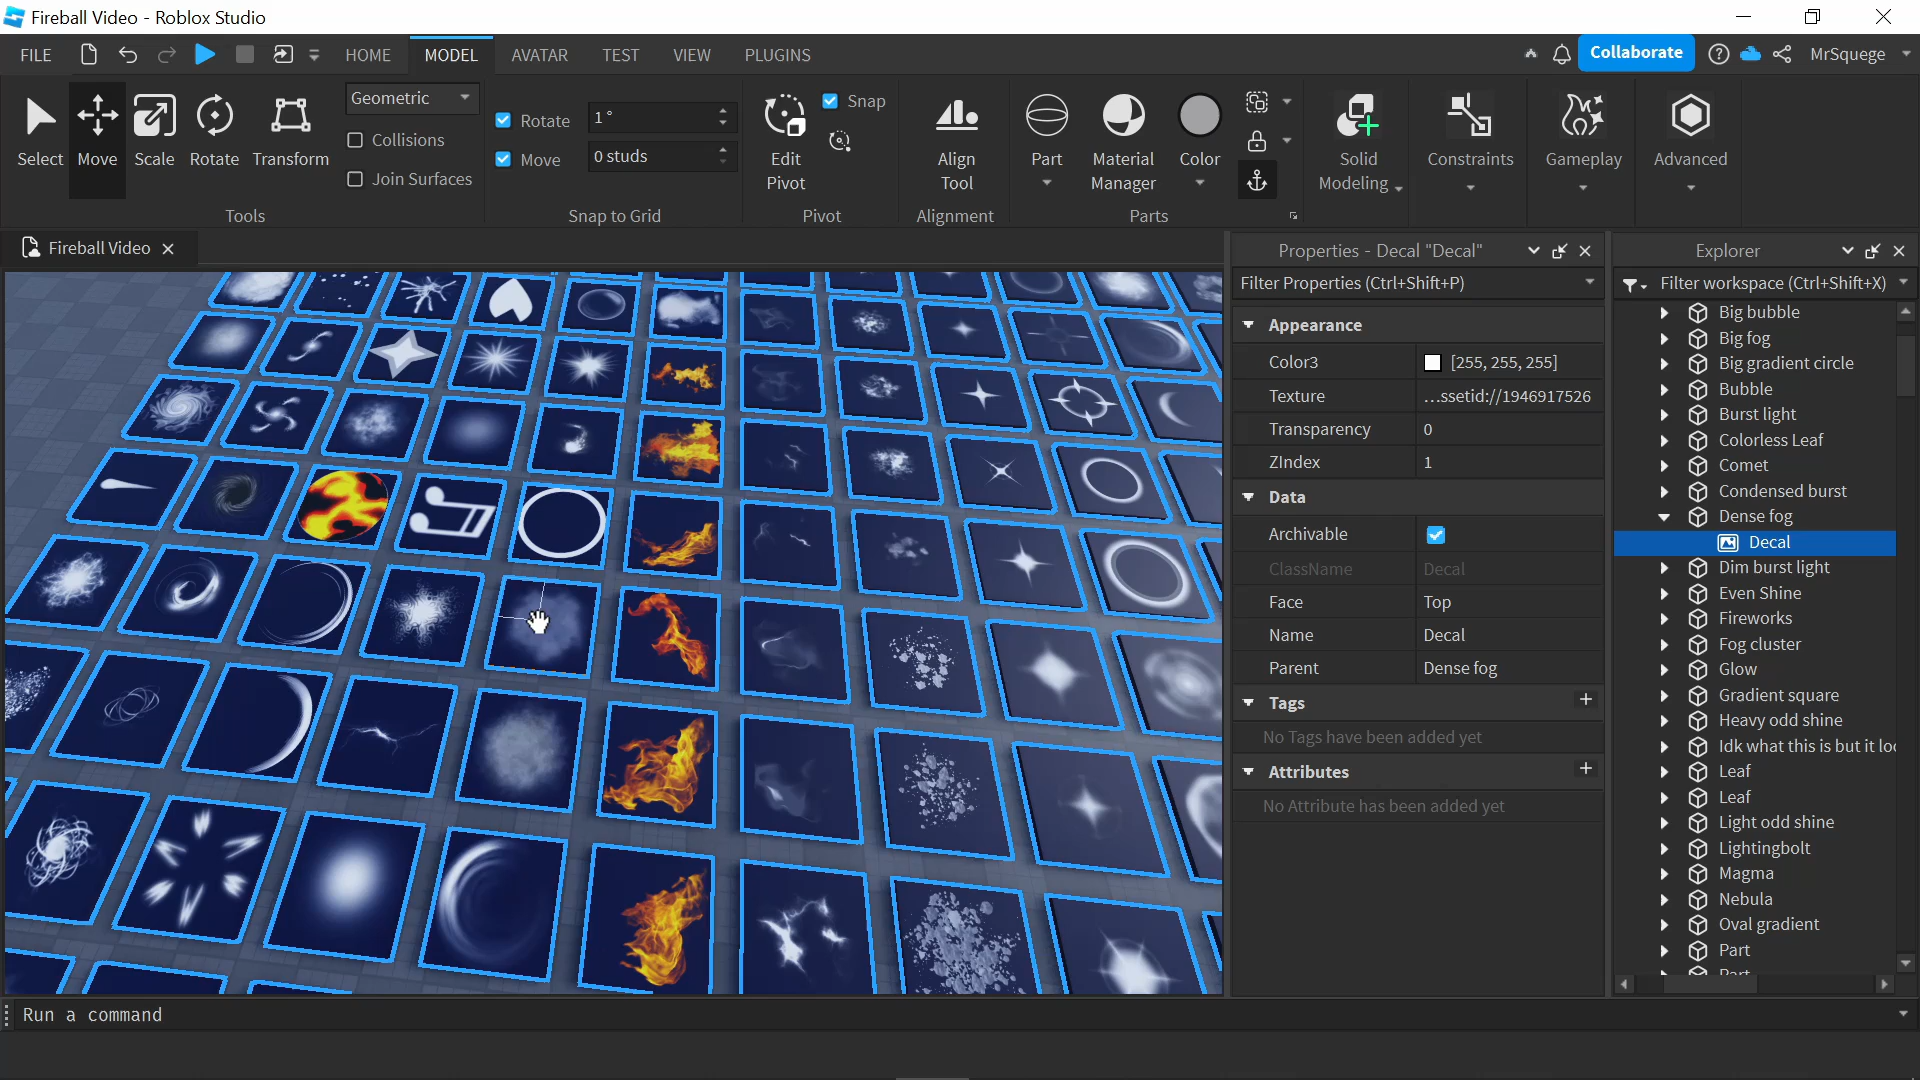 Fireball Video - Roblox Studio
FILE HOME MODEL AVATAR TEST VIEW PLUGINS Collaborate MrSquege
Select Move Scale Rotate Transform
Geometric
Collisions
Join Surfaces
Tools
Rotate 1 °
Move 0 studs
Snap to Grid
Edit Pivot
Snap
Pivot
Align Tool
Alignment
Part
Material Manager
Color
Parts
Solid Modeling
Constraints
Gameplay
Advanced
Fireball Video
Properties - Decal "Decal"
Filter Properties (Ctrl+Shift+P)
Appearance
Color3 [255, 255, 255]
Texture ...ssetid://1946917526
Transparency 0
ZIndex 1
Data
Archivable
ClassName Decal
Face Top
Name Decal
Parent Dense fog
Tags
No Tags have been added yet
Attributes
No Attribute has been added yet
Explorer
Filter workspace (Ctrl+Shift+X)
Big bubble
Big fog
Big gradient circle
Bubble
Burst light
Colorless Leaf
Comet
Condensed burst
Dense fog
Decal
Dim burst light
Even Shine
Fireworks
Fog cluster
Glow
Gradient square
Heavy odd shine
Idk what this is but it loo
Leaf
Leaf
Light odd shine
Lightingbolt
Magma
Nebula
Oval gradient
Part
Part
Run a command